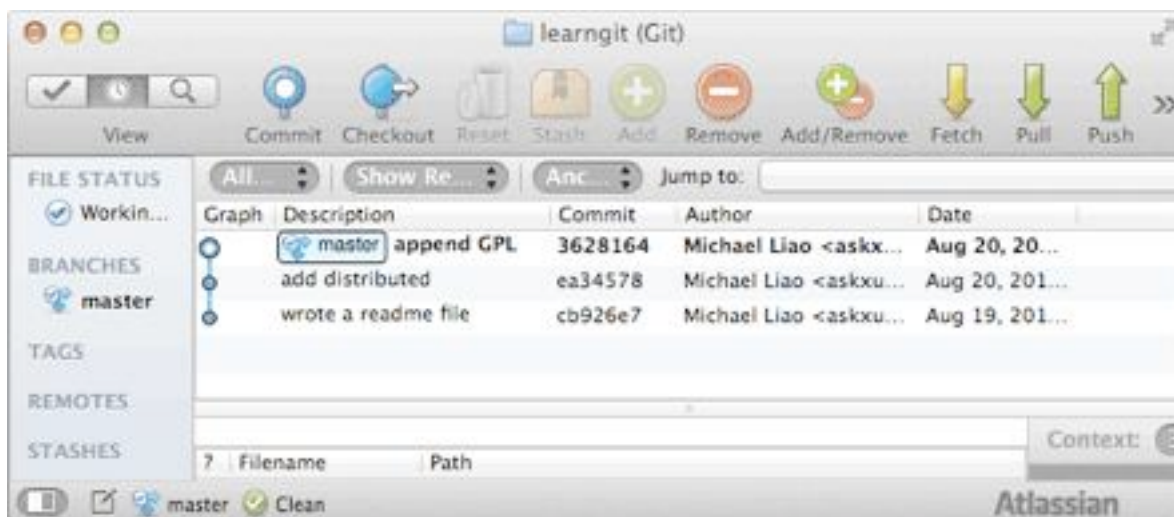 learngit (Git)
View Commit Checkout Reset Stash Add Remove Add/Remove Fetch Pull Push
FILE STATUS
Workin...
BRANCHES
master
TAGS
REMOTES
STASHES
All... Show Re... Anc... Jump to:
Graph Description Commit Author Date
master append GPL 3628164 Michael Liao <askx... Aug 20, 20...
add distributed ea34578 Michael Liao <askxu... Aug 20, 201...
wrote a readme file cb926e7 Michael Liao <askxu... Aug 19, 201...
Context:
? Filename Path
master Clean Atlassian